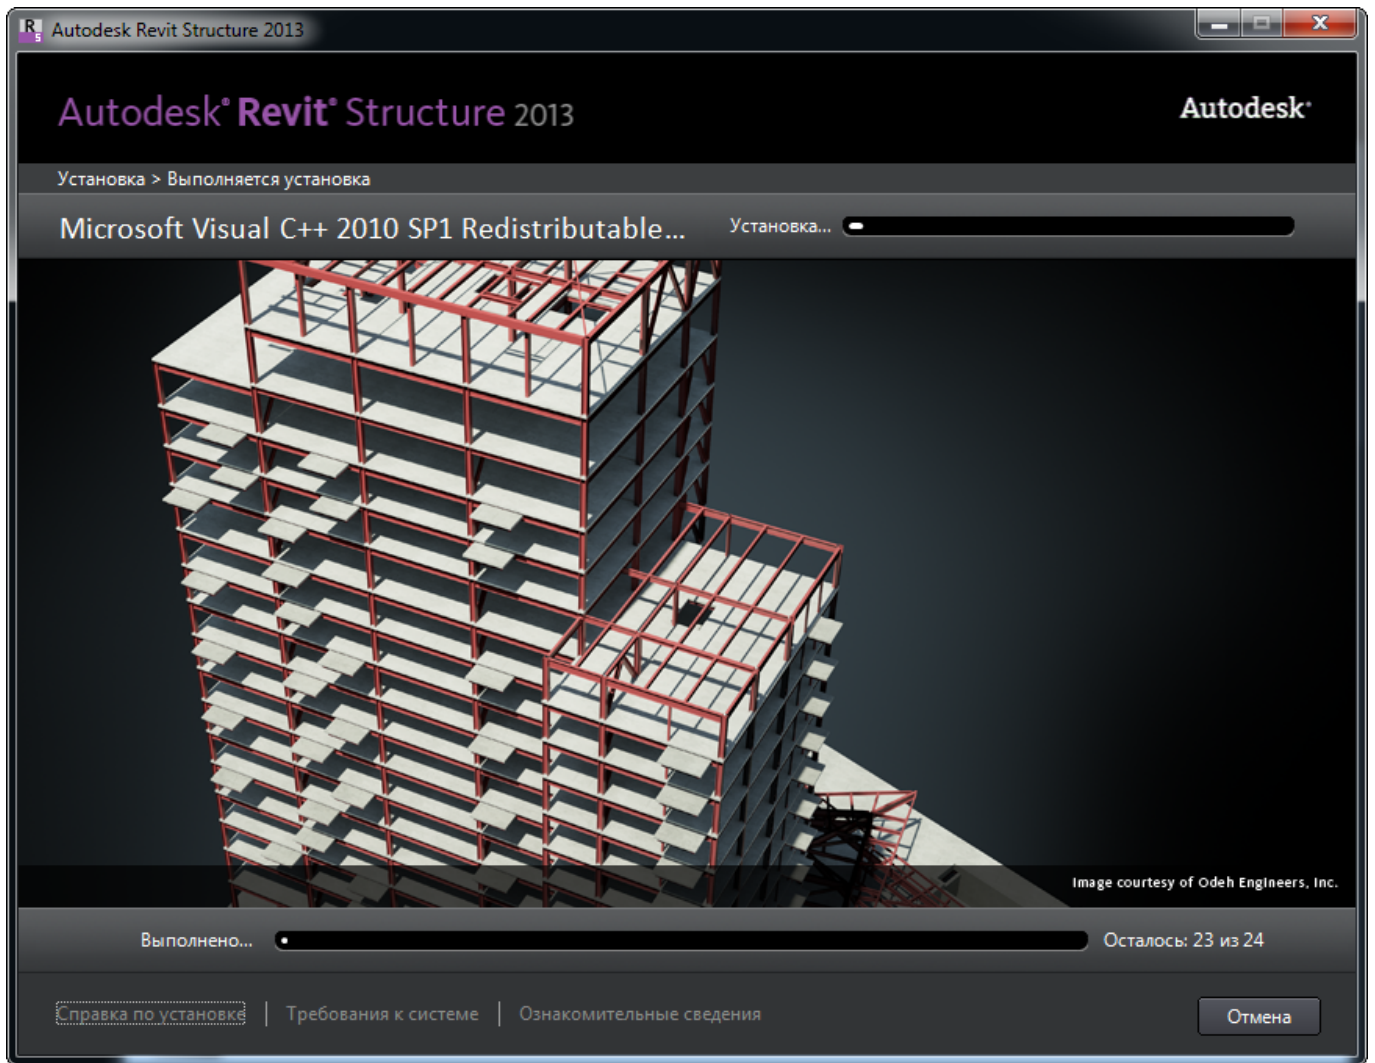 Autodesk Revit Structure 2013
Autodesk® Revit® Structure 2013
Autodesk®
Установка > Выполняется установка
Microsoft Visual C++ 2010 SP1 Redistributable...
Установка...
Image courtesy of Odeh Engineers, Inc.
Выполнено...
Осталось: 23 из 24
Справка по установке | Требования к системе | Ознакомительные сведения
Отмена